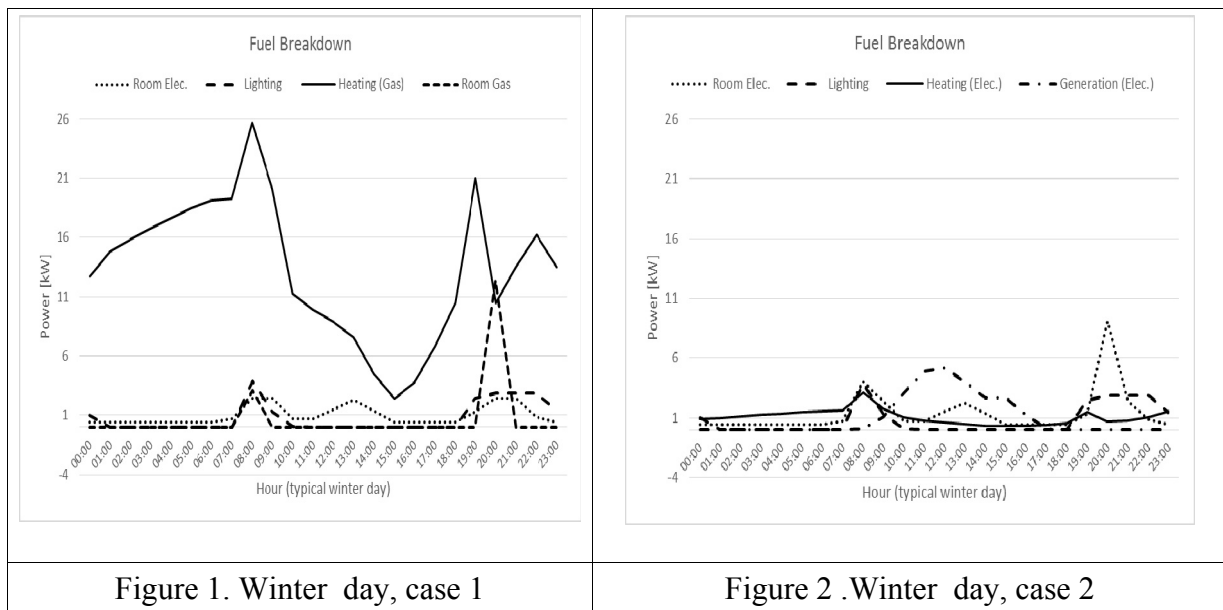 Fuel Breakdown
Room Elec. Lighting Heating (Gas) Room Gas
26
21
16
11
6
1
-4
Power [kW]
00:00 01:00 02:00 03:00 04:00 05:00 06:00 07:00 08:00 09:00 10:00 11:00 12:00 13:00 14:00 15:00 16:00 17:00 18:00 19:00 20:00 21:00 22:00 23:00
Hour (typical winter day)
Figure 1. Winter day, case 1
Fuel Breakdown
Room Elec. Lighting Heating (Elec.) Generation (Elec.)
26
21
16
11
6
1
-4
Power [kW]
00:00 01:00 02:00 03:00 04:00 05:00 06:00 07:00 08:00 09:00 10:00 11:00 12:00 13:00 14:00 15:00 16:00 17:00 18:00 19:00 20:00 21:00 22:00 23:00
Hour (typical winter day)
Figure 2 .Winter day, case 2